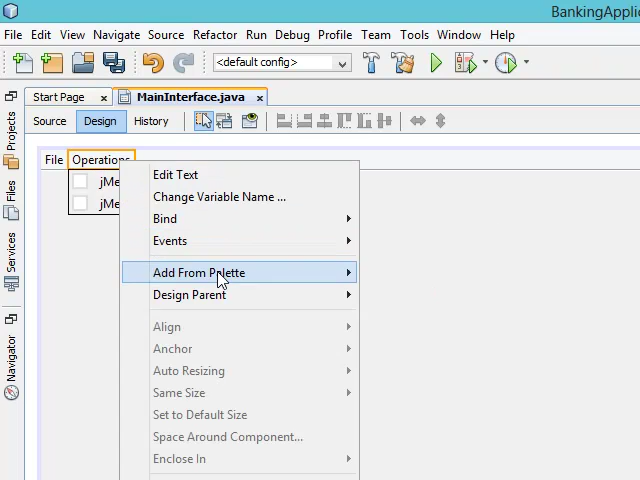 BankingApplic
File Edit View Navigate Source Refactor Run Debug Profile Team Tools Window Help
<default config>
Start Page x MainInterface.java x
Source Design History
Projects
Files
Services
Navigator
File Operations
jMe
jMe
Edit Text
Change Variable Name ...
Bind
Events
Add From Palette
Design Parent
Align
Anchor
Auto Resizing
Same Size
Set to Default Size
Space Around Component...
Enclose In